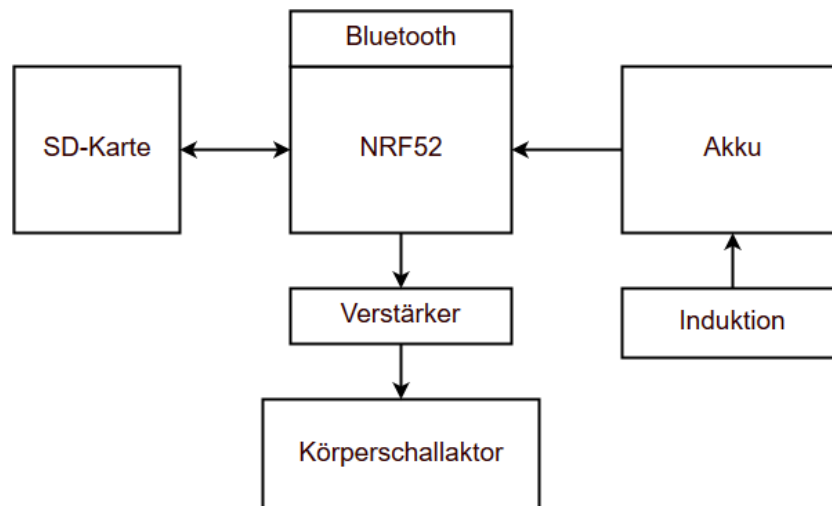 Bluetooth
SD-Karte
NRF52
Akku
Verstärker
Induktion
Körperschallaktor